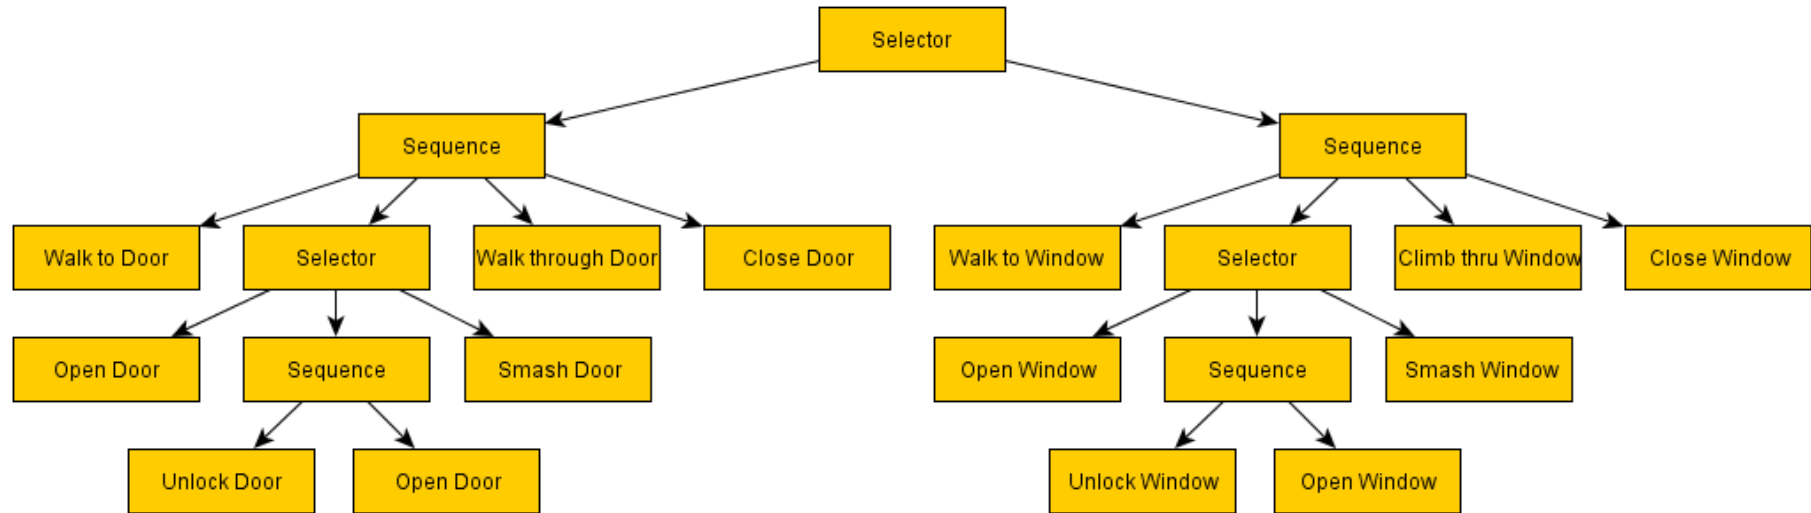 Selector
Sequence
Sequence
Walk to Door
Selector
Walk through Door
Close Door
Walk to Window
Selector
Climb thru Window
Close Window
Open Door
Sequence
Smash Door
Open Window
Sequence
Smash Window
Unlock Door
Open Door
Unlock Window
Open Window